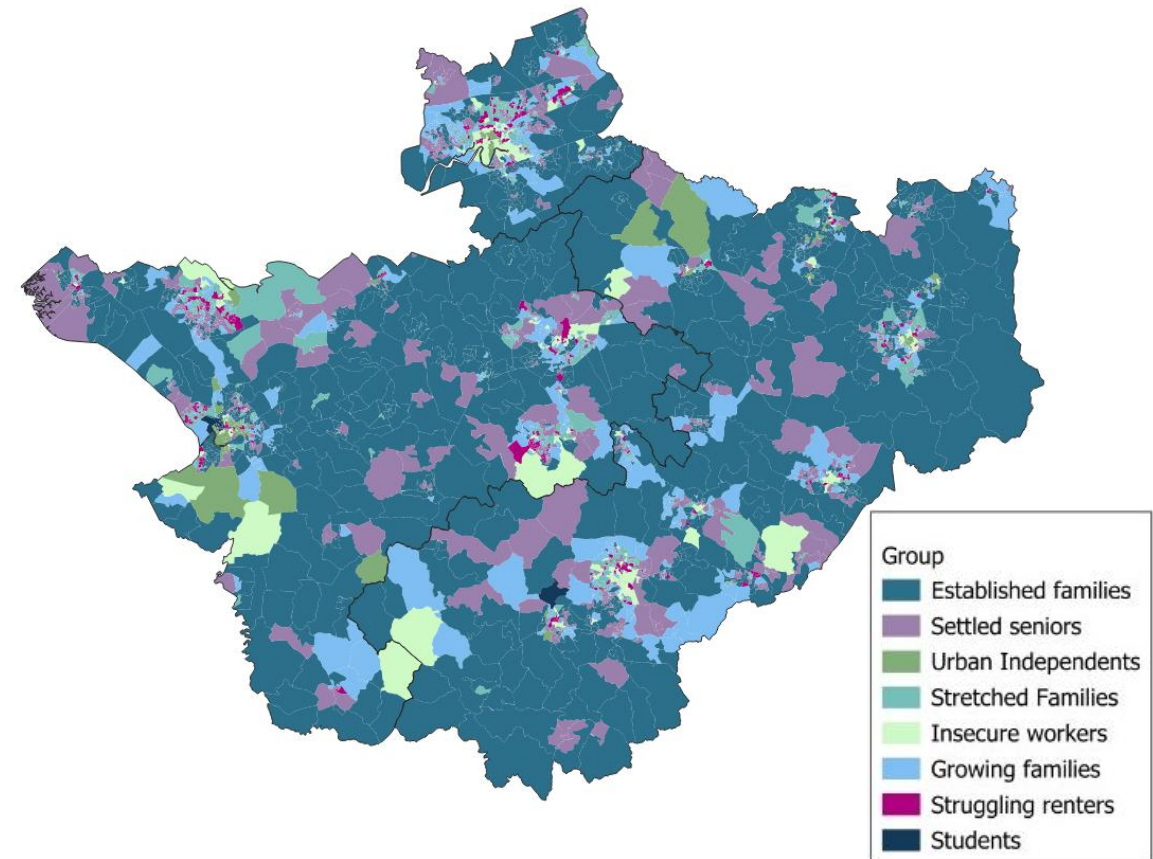 Group
Established families
Settled seniors
Urban Independents
Stretched Families
Insecure workers
Growing families
Struggling renters
Students